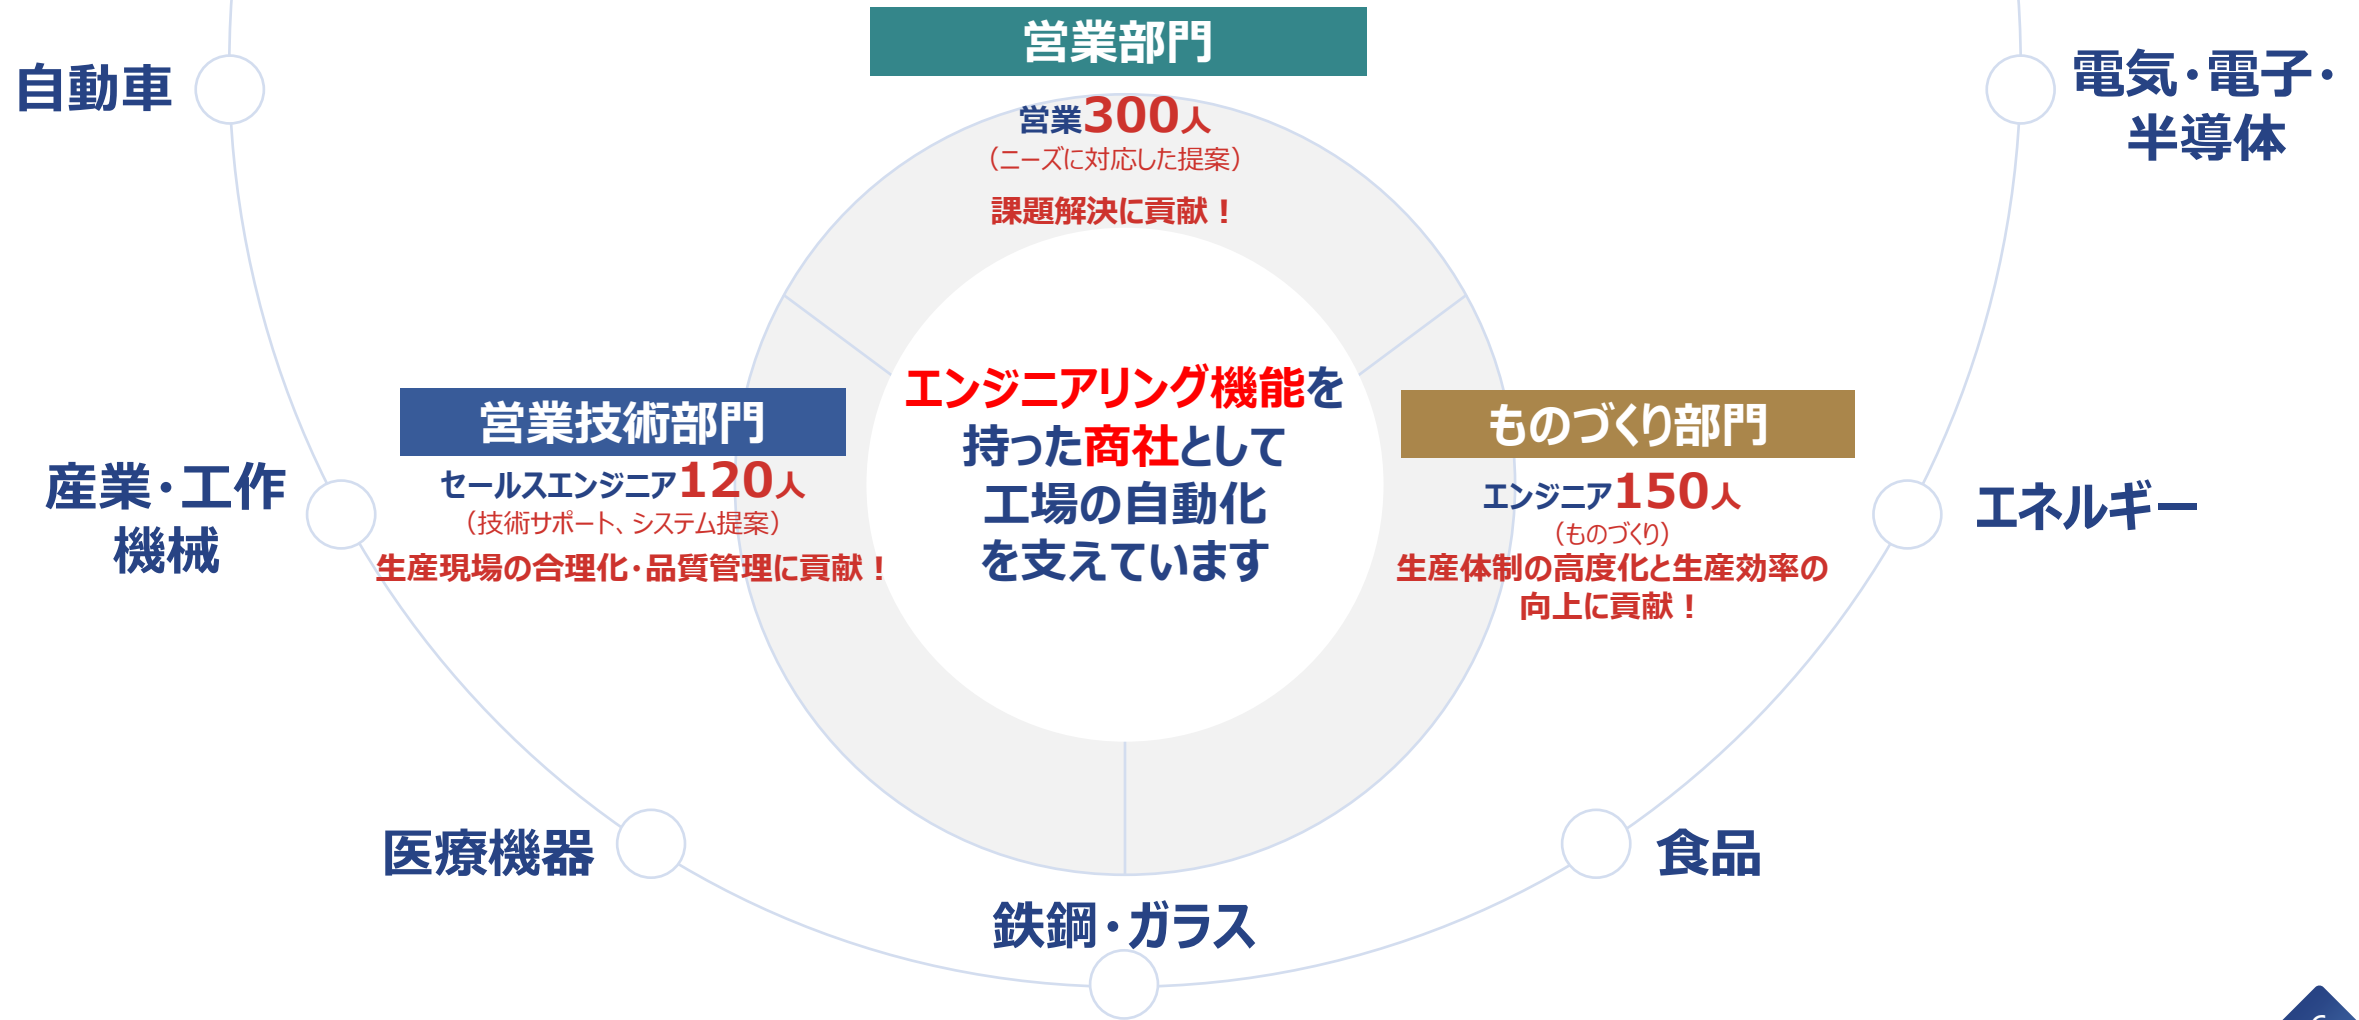 営業部門
営業300人
（ニーズに対応した提案）
課題解決に貢献！
自動車
電気・電子・
半導体
エンジニアリング機能を
持った商社として
工場の自動化
を支えています
営業技術部門
セールスエンジニア120人
（技術サポート、システム提案）
生産現場の合理化・品質管理に貢献！
ものづくり部門
エンジニア150人
（ものづくり）
生産体制の高度化と生産効率の
向上に貢献！
産業・工作
機械
エネルギー
医療機器
食品
鉄鋼・ガラス